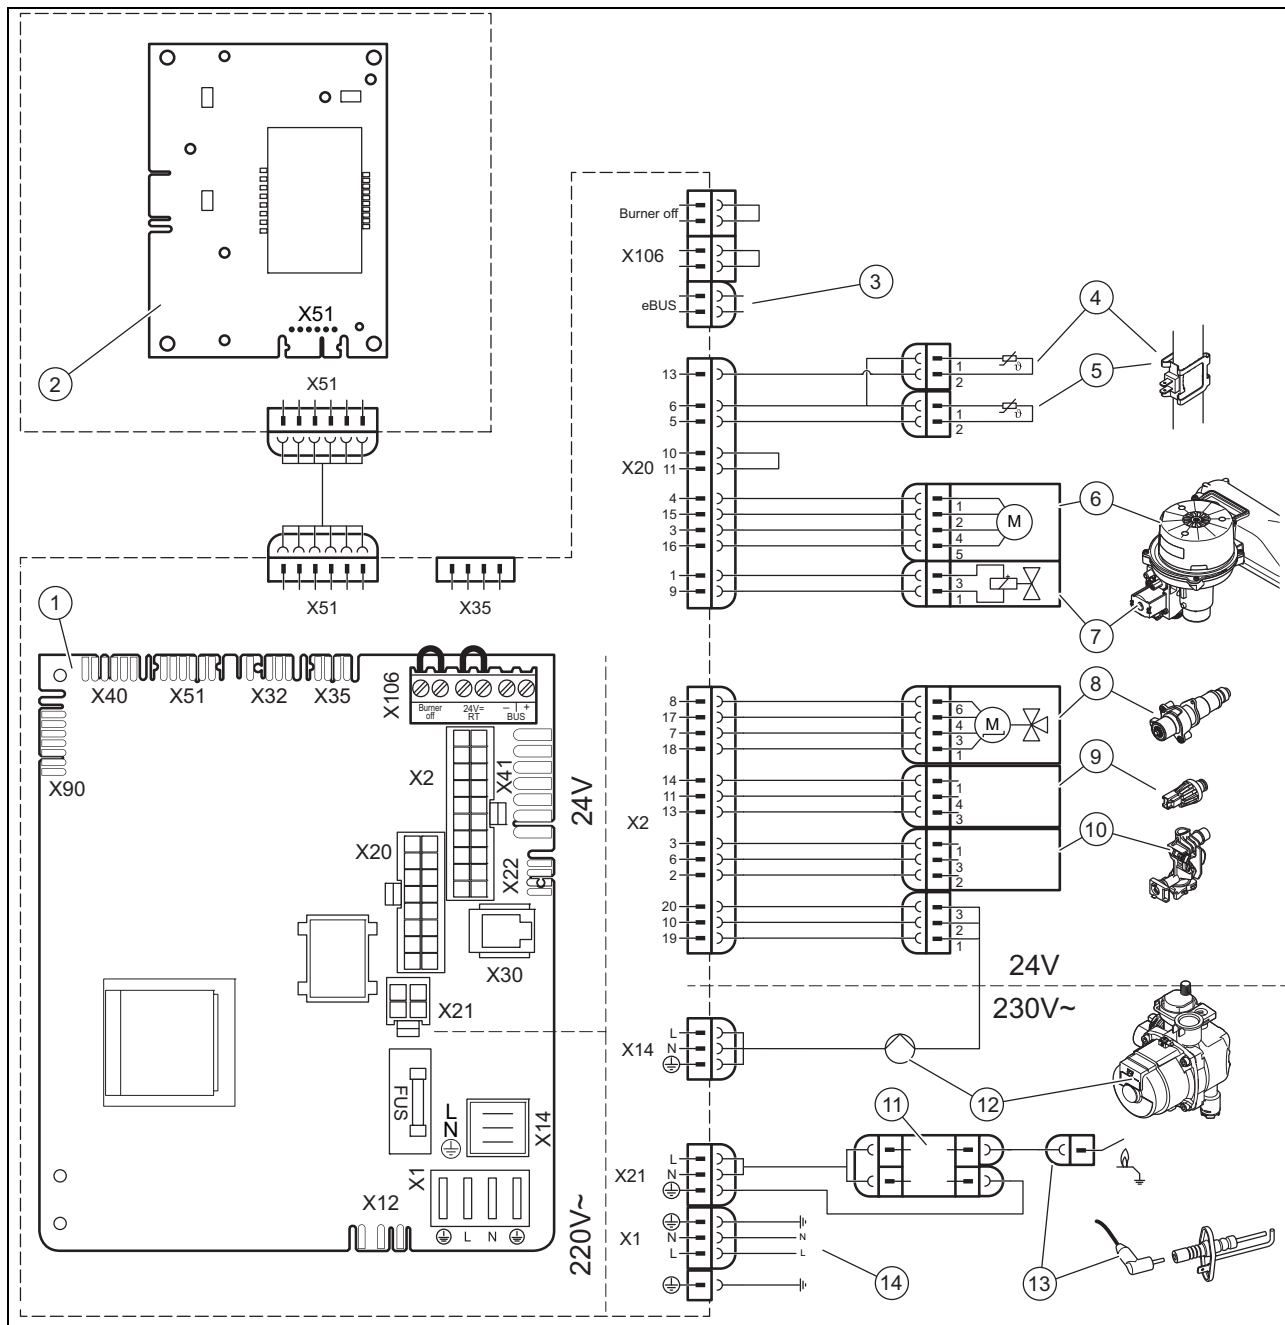 X51
2
X51
X51
X35
1
X40 X51 X32 X35
X106
Burner off
24V= RT
– | +
BUS
X90
X2
X41
24V
X20
X22
X30
X21
FUS
L
N
X14
X1
X12
L N
220V~
Burner off
X106
eBUS
3
13
6
5
X20
10
11
4
15
3
16
1
9
1
2
ϑ
4
1
2
ϑ
5
1
2
4
5
M
6
3
1
7
X2
8
17
7
18
14
11
13
3
6
2
20
10
19
6
4
3
1
M
8
1
4
3
9
1
3
2
10
3
2
1
24V
230V~
X14
L
N
12
11
X21
L
N
13
X1
N
L
N
L
14